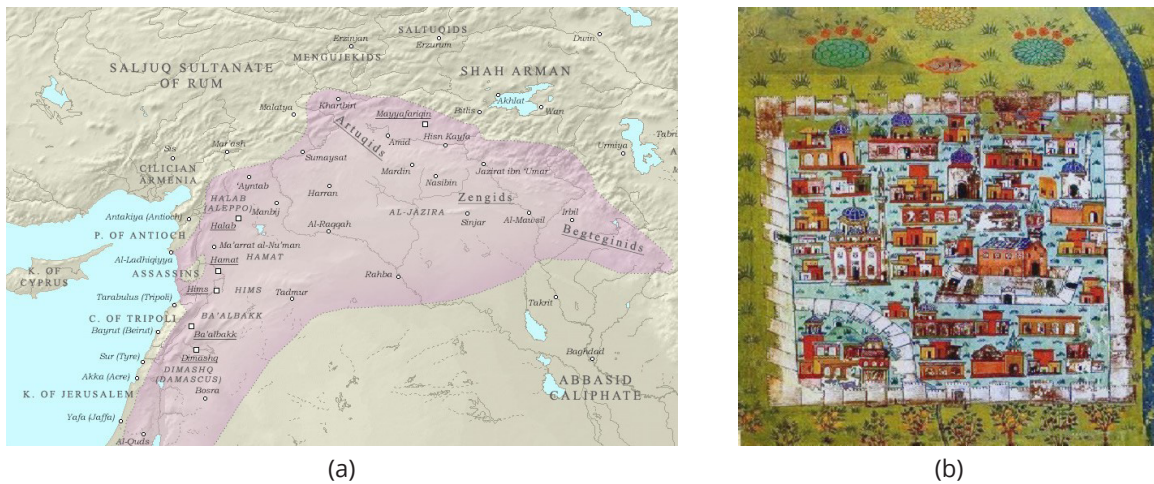 SALTUQIDS
Erzinjan
Erzurum
Dwin
MENGUJEKIDS
SALJUQ SULTANATE
OF RUM
SHAH ARMAN
Khartbirt
Akhlat
Malatya
Mayyafariqin
Bitlis
Wan
Artuqids
Amid
Hisn Kayfa
Tabri
Urmiya
Sis
Mar'ash
Sumaysat
CILICIAN
ARMENIA
Mardin
Jazirat ibn 'Umar
'Ayntab
Harran
Nasibin
HALAB
(ALEPPO)
Manbij
Zengids
Antakiya (Antioch)
Halab
AL-JAZIRA
Sinjar
Al-Mawsil
Irbil
P. OF ANTIOCH
Al-Raqqah
Begteginids
Ma'arrat al-Nu'man
HAMAT
Al-Ladhiqiyya
Hamat
ASSASSINS
K. OF
CYPRUS
Rahba
Hims
HIMS
Tadmur
Tarabulus (Tripoli)
Takrit
C. OF TRIPOLI
BA'ALBAKK
Bayrut (Beirut)
Ba'albakk
Dimashq
Baghdad
Sur (Tyre)
DIMASHQ
(DAMASCUS)
Akka (Acre)
ABBASID
CALIPHATE
Bosra
K. OF JERUSALEM
Yafa (Jaffa)
Al-Quds
(a)
(b)